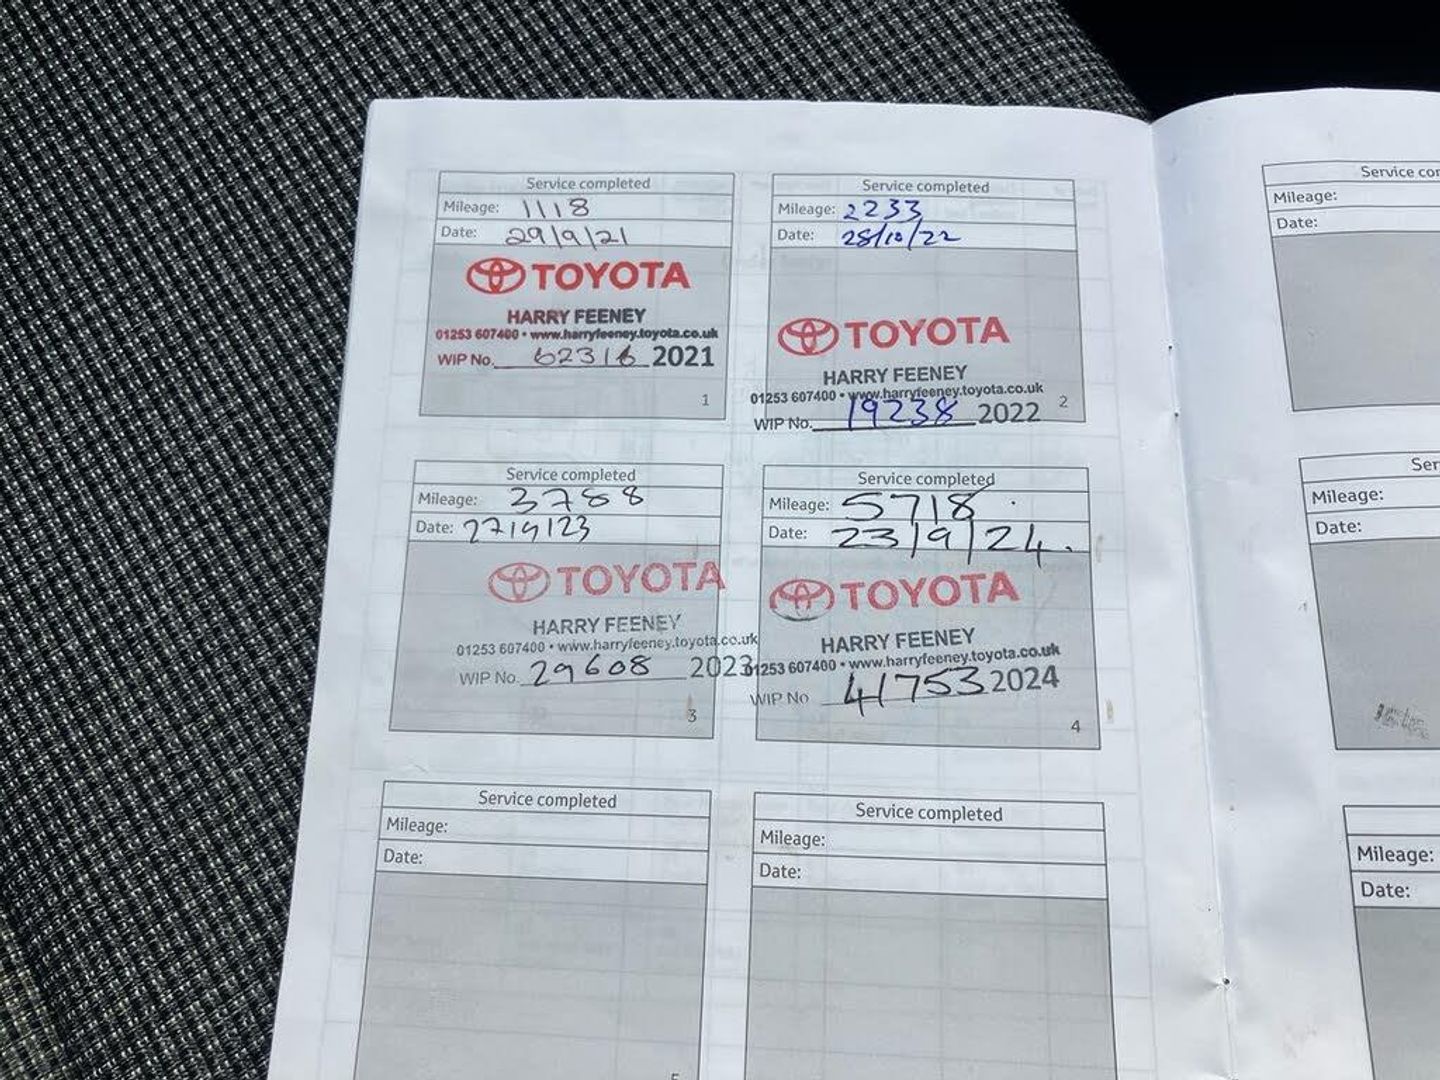 Service completed
Mileage: 1118
Date: 29/9/21
TOYOTA
HARRY FEENEY
01253 607400 • www.harryfeeney.toyota.co.uk
WIP No. 62316 2021
1
Service completed
Mileage: 2233
Date: 28/10/22
TOYOTA
HARRY FEENEY
01253 607400 • www.harryfeeney.toyota.co.uk
WIP No. 19238 2022
2
Service completed
Mileage: 3788
Date: 27/9/23
TOYOTA
HARRY FEENEY
01253 607400 • www.harryfeeney.toyota.co.uk
WIP No. 29608 2023
3
Service completed
Mileage: 5718
Date: 23/9/24.
TOYOTA
HARRY FEENEY
01253 607400 • www.harryfeeney.toyota.co.uk
WIP No 41753 2024
4
Service completed
Mileage:
Date:
Service completed
Mileage:
Date:
Service
Mileage:
Date:
Mileage:
Date:
Mileage:
Date: